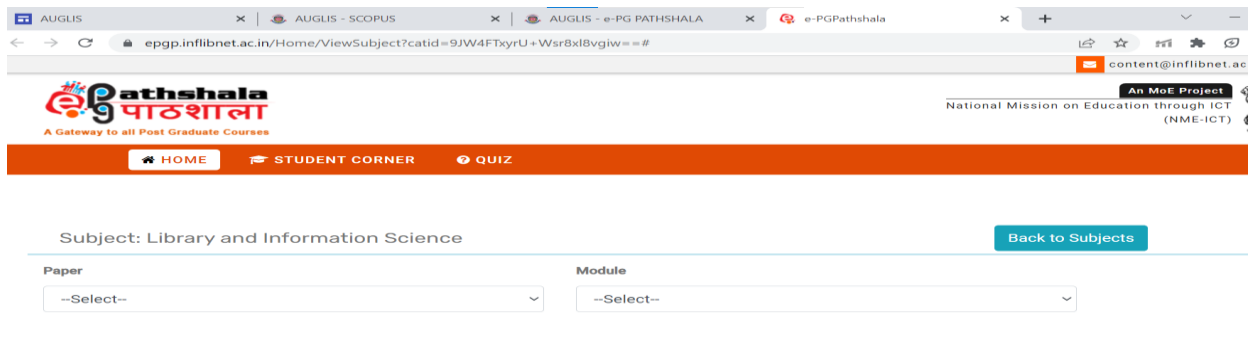 AUGLIS
AUGLIS - SCOPUS
AUGLIS - e-PG PATHSHALA
e-PGPathshala
epgp.inflibnet.ac.in/Home/ViewSubject?catid=9JW4FTxyrU+Wsr8xl8vgiw==#
content@inflibnet.ac
athshala
पाठशाला
A Gateway to all Post Graduate Courses
An MoE Project
National Mission on Education through ICT
(NME-ICT)
HOME STUDENT CORNER QUIZ
Subject: Library and Information Science
Back to Subjects
Paper Module
--Select-- --Select--